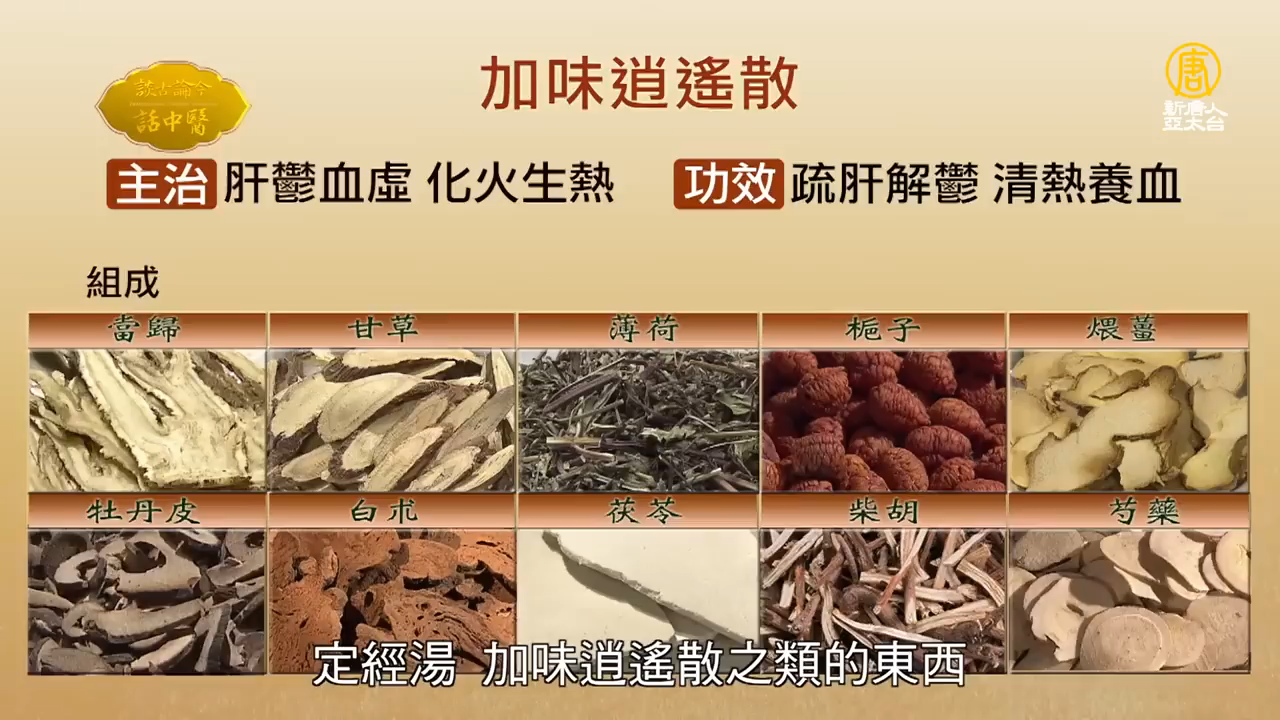 加味逍遙散
談古論今
話中醫
唐
新唐人
亞太台
主治 肝鬱血虛 化火生熱
功效 疏肝解鬱 清熱養血
組成
當歸 甘草 薄荷 梔子 煨薑
牡丹皮 白朮 茯苓 柴胡 芍藥
定經湯 加味逍遙散之類的東西